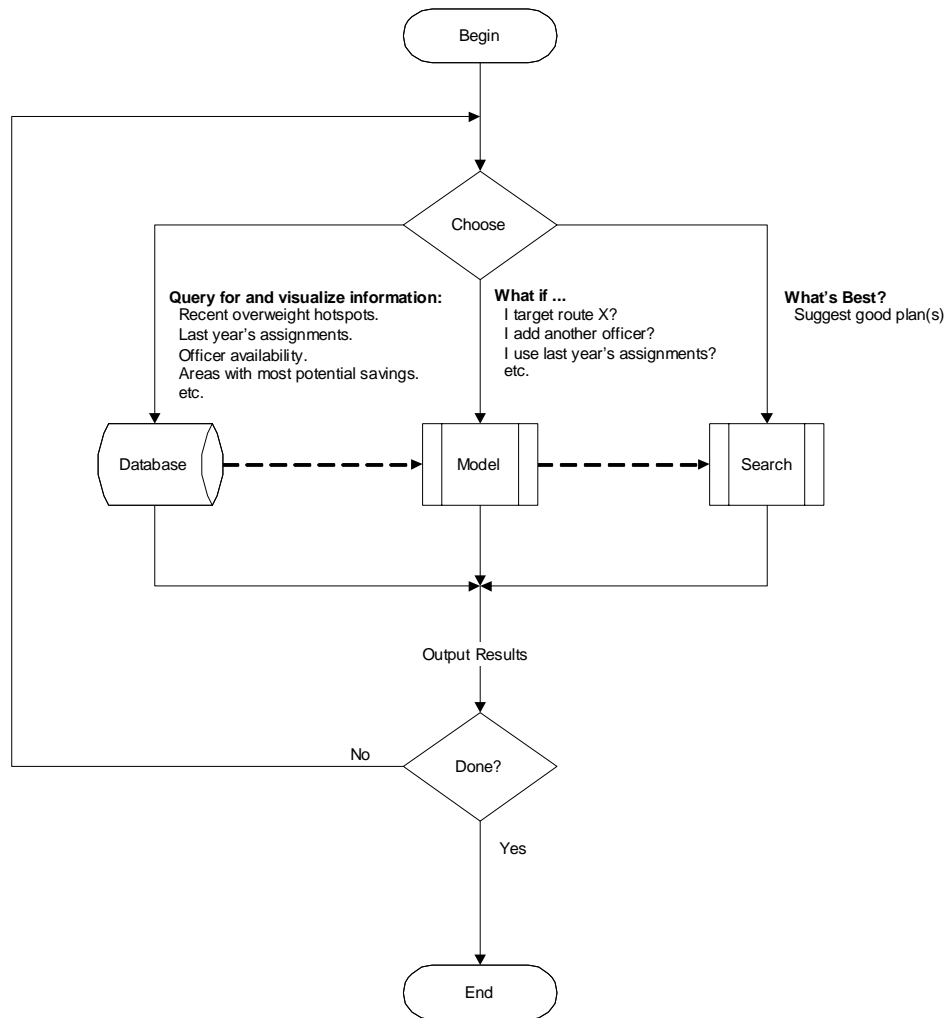 Begin
Choose
Query for and visualize information:
Recent overweight hotspots.
Last year's assignments.
Officer availability.
Areas with most potential savings.
etc.
What if ...
I target route X?
I add another officer?
I use last year's assignments?
etc.
What's Best?
Suggest good plan(s)
Database
Model
Search
Output Results
No
Done?
Yes
End